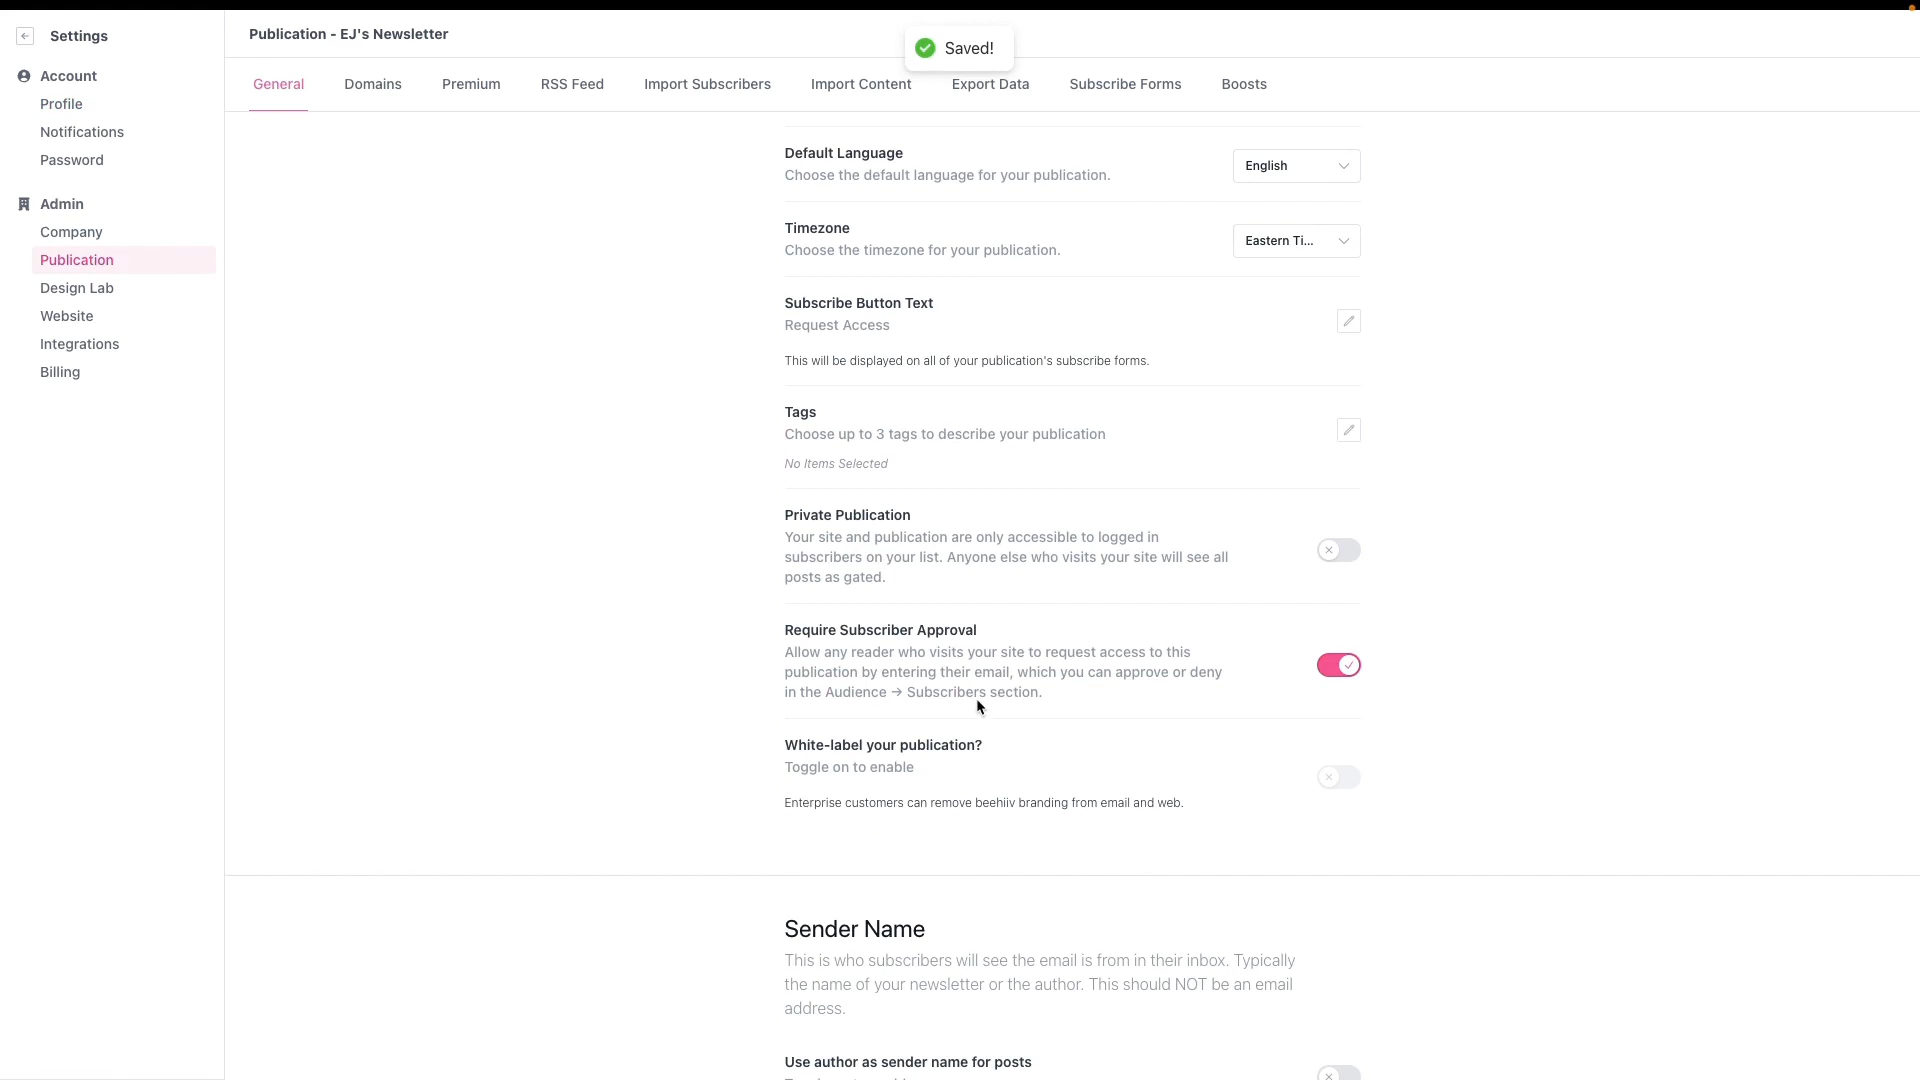 Settings
Account
Profile
Notifications
Password
Admin
Company
Publication
Design Lab
Website
Integrations
Billing
Publication - EJ's Newsletter
Saved!
General Domains Premium RSS Feed Import Subscribers Import Content Export Data Subscribe Forms Boosts
Default Language
Choose the default language for your publication.
English
Timezone
Choose the timezone for your publication.
Eastern Ti...
Subscribe Button Text
Request Access
This will be displayed on all of your publication's subscribe forms.
Tags
Choose up to 3 tags to describe your publication
No Items Selected
Private Publication
Your site and publication are only accessible to logged in
subscribers on your list. Anyone else who visits your site will see all
posts as gated.
Require Subscriber Approval
Allow any reader who visits your site to request access to this
publication by entering their email, which you can approve or deny
in the Audience → Subscribers section.
White-label your publication?
Toggle on to enable
Enterprise customers can remove beehiiv branding from email and web.
Sender Name
This is who subscribers will see the email is from in their inbox. Typically
the name of your newsletter or the author. This should NOT be an email
address.
Use author as sender name for posts